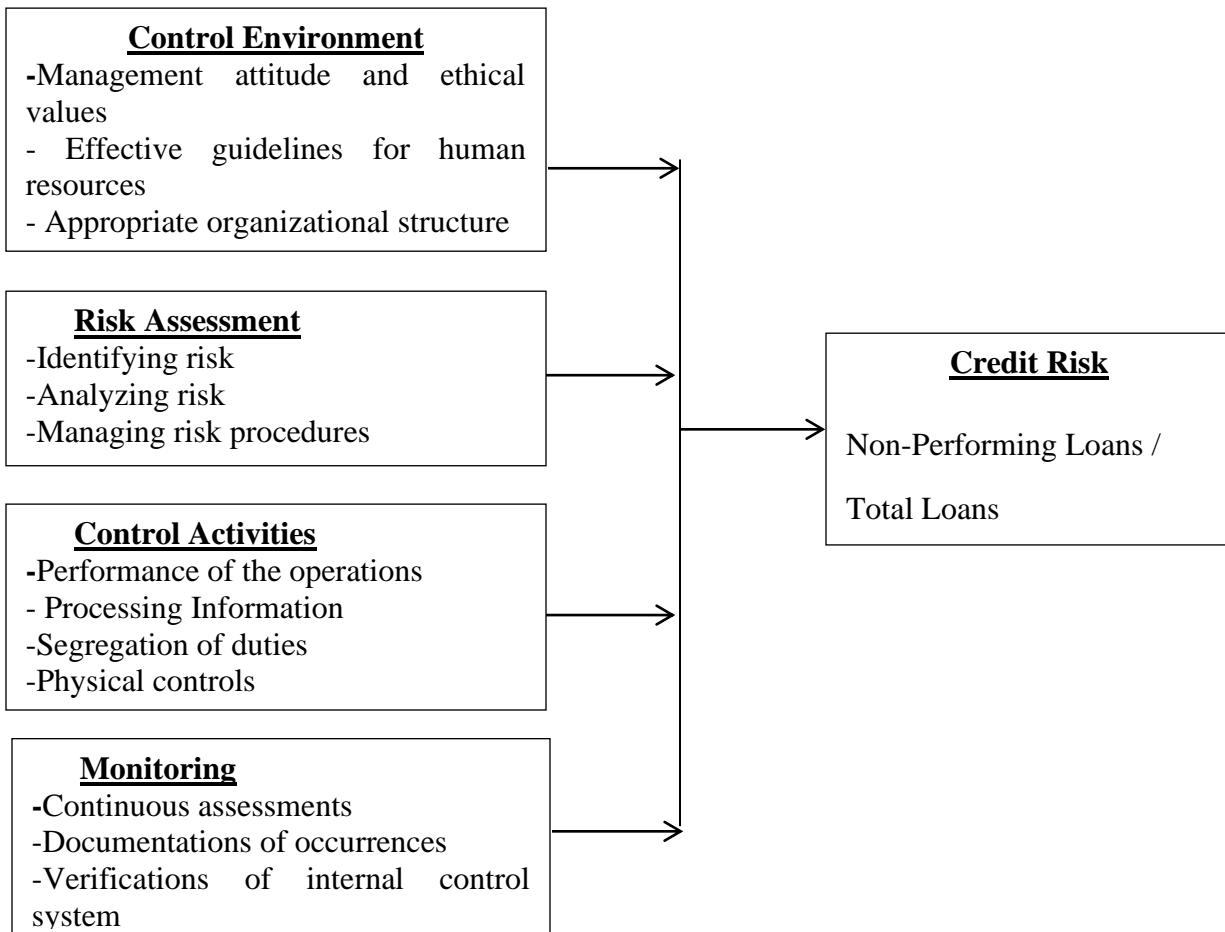 Control Environment
-Management attitude and ethical
values
- Effective guidelines for human
resources
- Appropriate organizational structure
Risk Assessment
-Identifying risk
-Analyzing risk
-Managing risk procedures
Control Activities
-Performance of the operations
- Processing Information
-Segregation of duties
-Physical controls
Monitoring
-Continuous assessments
-Documentations of occurrences
-Verifications of internal control
system
Credit Risk
Non-Performing Loans /
Total Loans